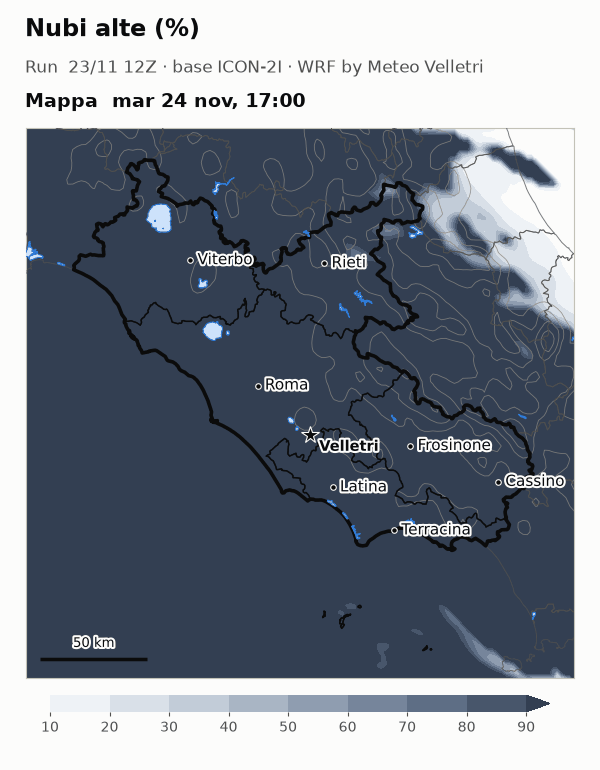 Nubi alte (%)
Run  23/11 12Z · base ICON-2I · WRF by Meteo Velletri
Mappa  mar 24 nov, 17:00
Viterbo
Rieti
Roma
Velletri
Frosinone
Cassino
Latina
Terracina
50 km
10 20 30 40 50 60 70 80 90